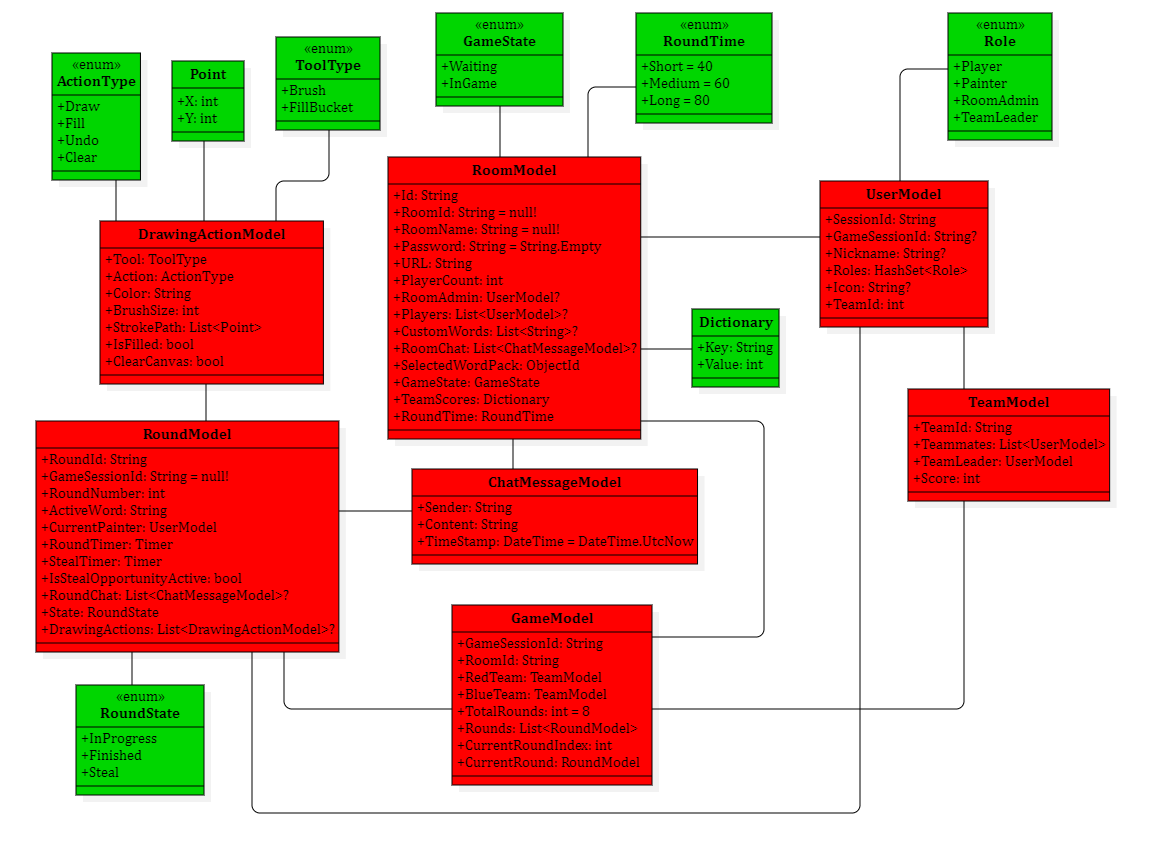 «enum»
ActionType
+Draw
+Fill
+Undo
+Clear
Point
+X: int
+Y: int
«enum»
ToolType
+Brush
+FillBucket
«enum»
GameState
+Waiting
+InGame
«enum»
RoundTime
+Short = 40
+Medium = 60
+Long = 80
«enum»
Role
+Player
+Painter
+RoomAdmin
+TeamLeader
DrawingActionModel
+Tool: ToolType
+Action: ActionType
+Color: String
+BrushSize: int
+StrokePath: List<Point>
+IsFilled: bool
+ClearCanvas: bool
RoomModel
+Id: String
+RoomId: String = null!
+RoomName: String = null!
+Password: String = String.Empty
+URL: String
+PlayerCount: int
+RoomAdmin: UserModel?
+Players: List<UserModel>?
+CustomWords: List<String>?
+RoomChat: List<ChatMessageModel>?
+SelectedWordPack: ObjectId
+GameState: GameState
+TeamScores: Dictionary
+RoundTime: RoundTime
UserModel
+SessionId: String
+GameSessionId: String?
+Nickname: String?
+Roles: HashSet<Role>
+Icon: String?
+TeamId: int
Dictionary
+Key: String
+Value: int
TeamModel
+TeamId: String
+Teammates: List<UserModel>
+TeamLeader: UserModel
+Score: int
RoundModel
+RoundId: String
+GameSessionId: String = null!
+RoundNumber: int
+ActiveWord: String
+CurrentPainter: UserModel
+RoundTimer: Timer
+StealTimer: Timer
+IsStealOpportunityActive: bool
+RoundChat: List<ChatMessageModel>?
+State: RoundState
+DrawingActions: List<DrawingActionModel>?
ChatMessageModel
+Sender: String
+Content: String
+TimeStamp: DateTime = DateTime.UtcNow
GameModel
+GameSessionId: String
+RoomId: String
+RedTeam: TeamModel
+BlueTeam: TeamModel
+TotalRounds: int = 8
+Rounds: List<RoundModel>
+CurrentRoundIndex: int
+CurrentRound: RoundModel
«enum»
RoundState
+InProgress
+Finished
+Steal